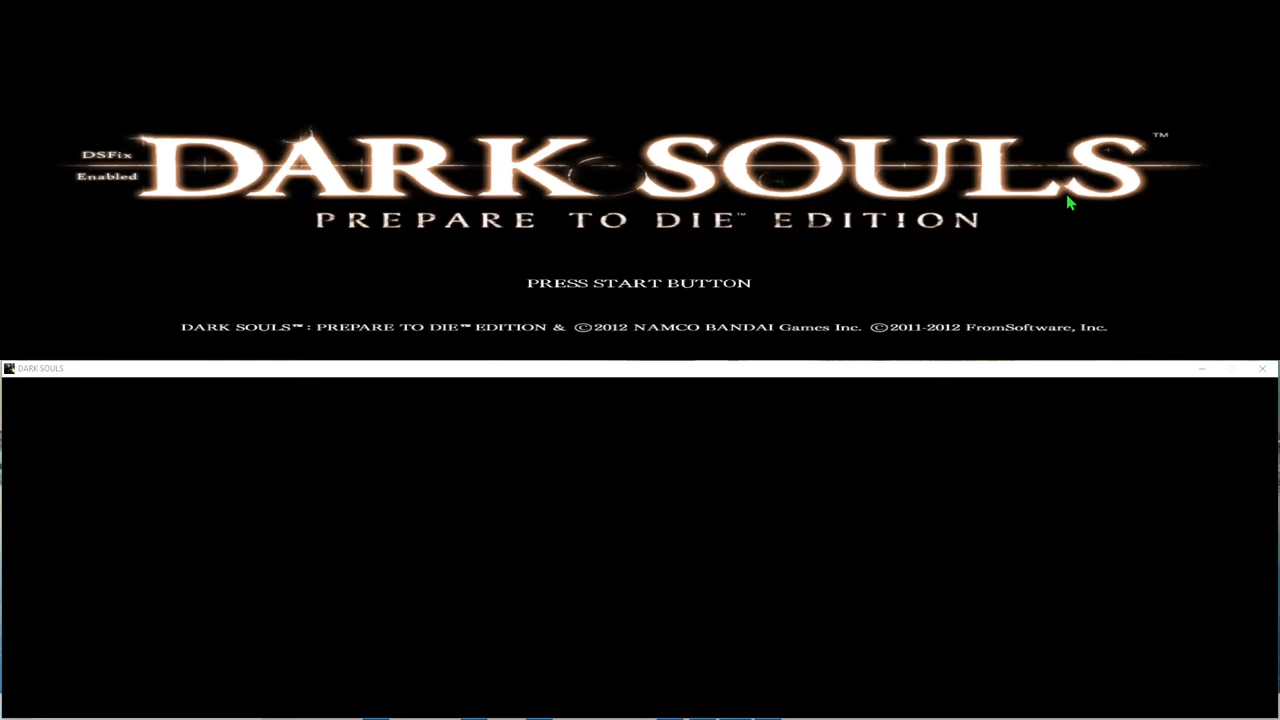 DSFix
Enabled
DARK SOULS™
PREPARE TO DIE™ EDITION
PRESS START BUTTON
DARK SOULS™: PREPARE TO DIE™ EDITION & ©2012 NAMCO BANDAI Games Inc. ©2011-2012 FromSoftware, Inc.
DARK SOULS